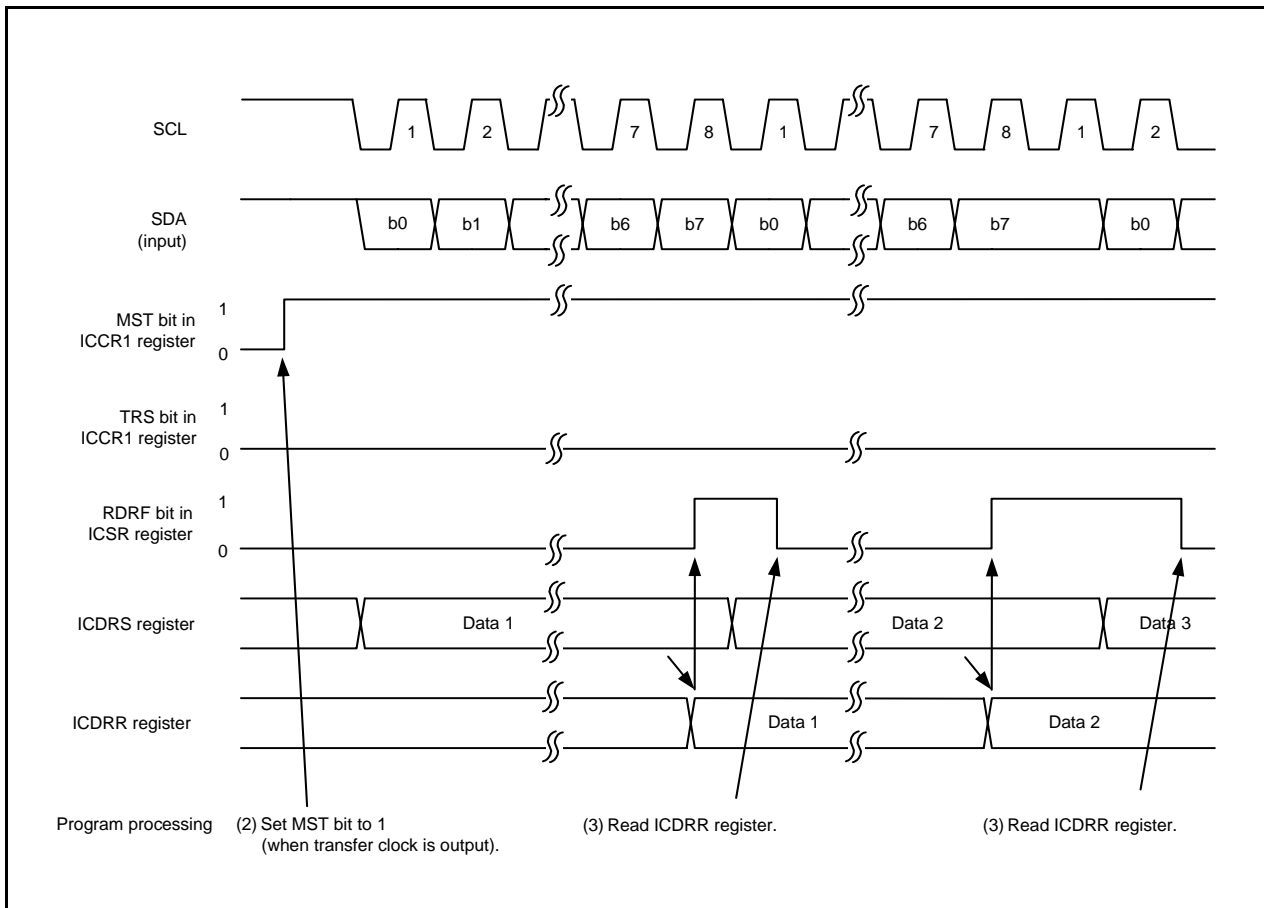 SCL
1 2 7 8 1 7 8 1 2
SDA
(input)
b0 b1 b6 b7 b0 b6 b7 b0
MST bit in
ICCR1 register
1
0
TRS bit in
ICCR1 register
1
0
RDRF bit in
ICSR register
1
0
ICDRS register
Data 1 Data 2 Data 3
ICDRR register
Data 1 Data 2
Program processing (2) Set MST bit to 1 (3) Read ICDRR register. (3) Read ICDRR register.
(when transfer clock is output).